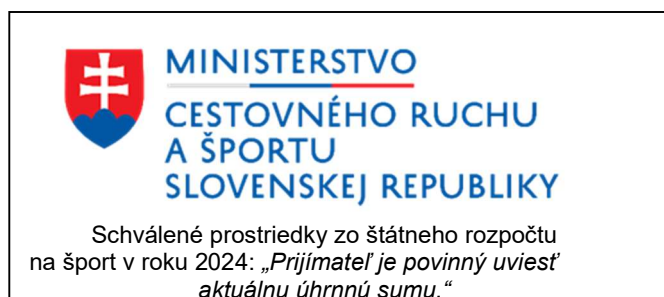 MINISTERSTVO
CESTOVNÉHO RUCHU
A ŠPORTU
SLOVENSKEJ REPUBLIKY
Schválené prostriedky zo štátneho rozpočtu
na šport v roku 2024: „Prijímateľ je povinný uviesť
aktuálnu úhrnnú sumu.“